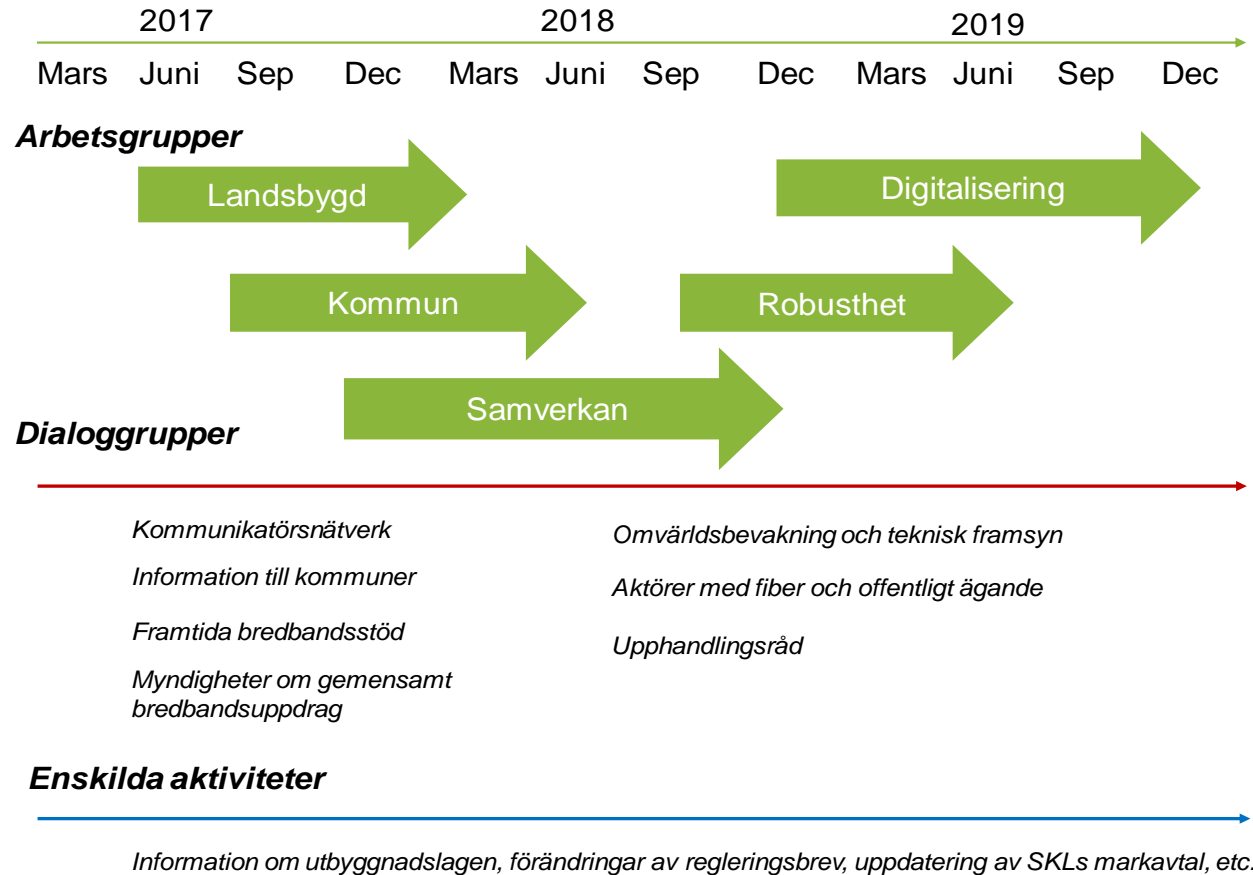 2017 2018 2019
Mars Juni Sep Dec Mars Juni Sep Dec Mars Juni Sep Dec
Arbetsgrupper
Landsbygd
Digitalisering
Kommun
Robusthet
Samverkan
Dialoggrupper
Kommunikatörsnätverk
Information till kommuner
Framtida bredbandsstöd
Myndigheter om gemensamt
bredbandsuppdrag
Omvärldsbevakning och teknisk framsyn
Aktörer med fiber och offentligt ägande
Upphandlingsråd
Enskilda aktiviteter
Information om utbyggnadslagen, förändringar av regleringsbrev, uppdatering av SKLs markavtal, etc.